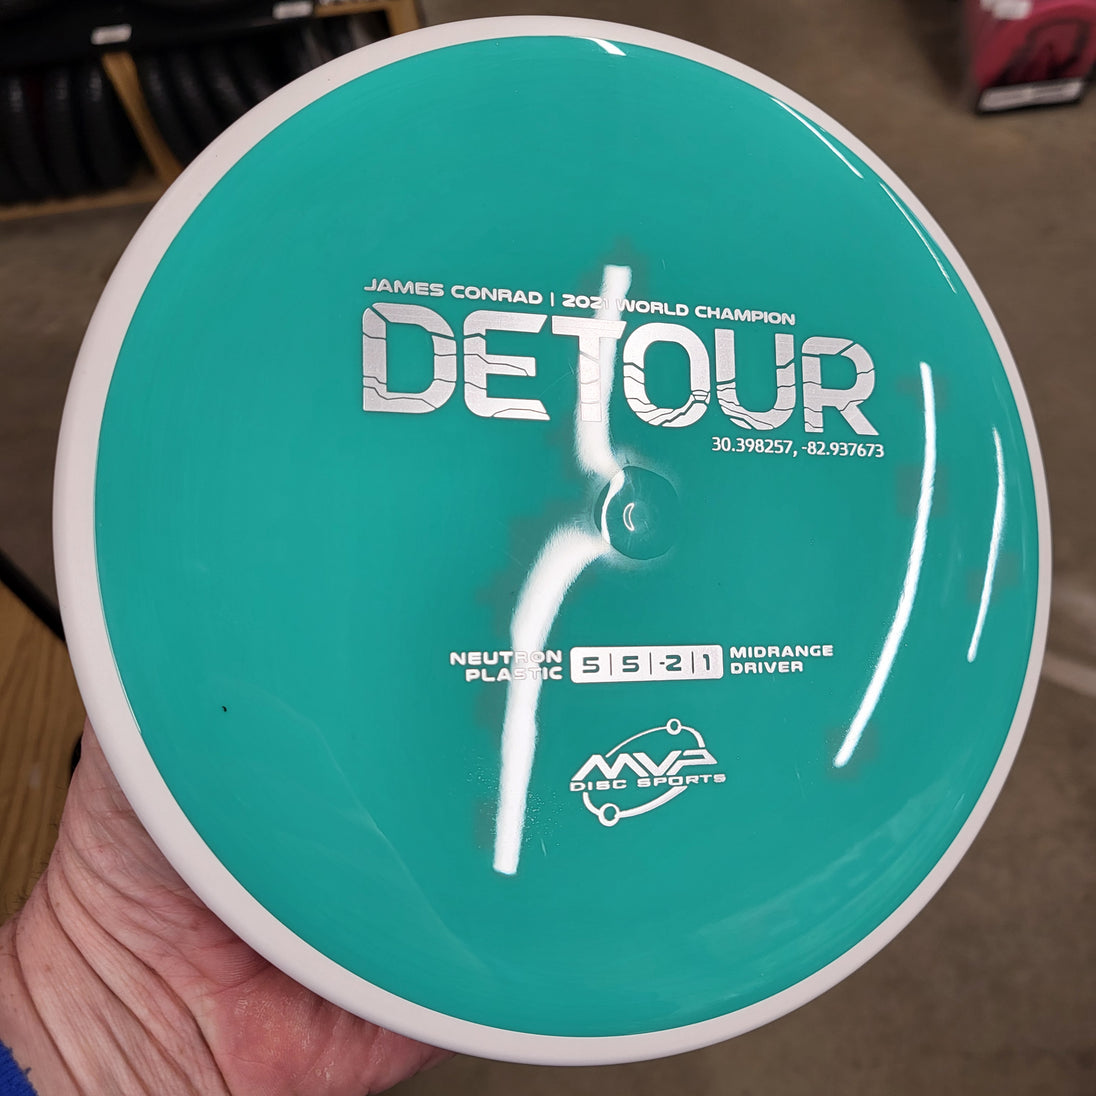 JAMES CONRAD | 2021 WORLD CHAMPION
DETOUR
30.398257, -82.937673
NEUTRON PLASTIC
5 | 5 | -2 | 1
MIDRANGE DRIVER
MVP
DISC SPORTS